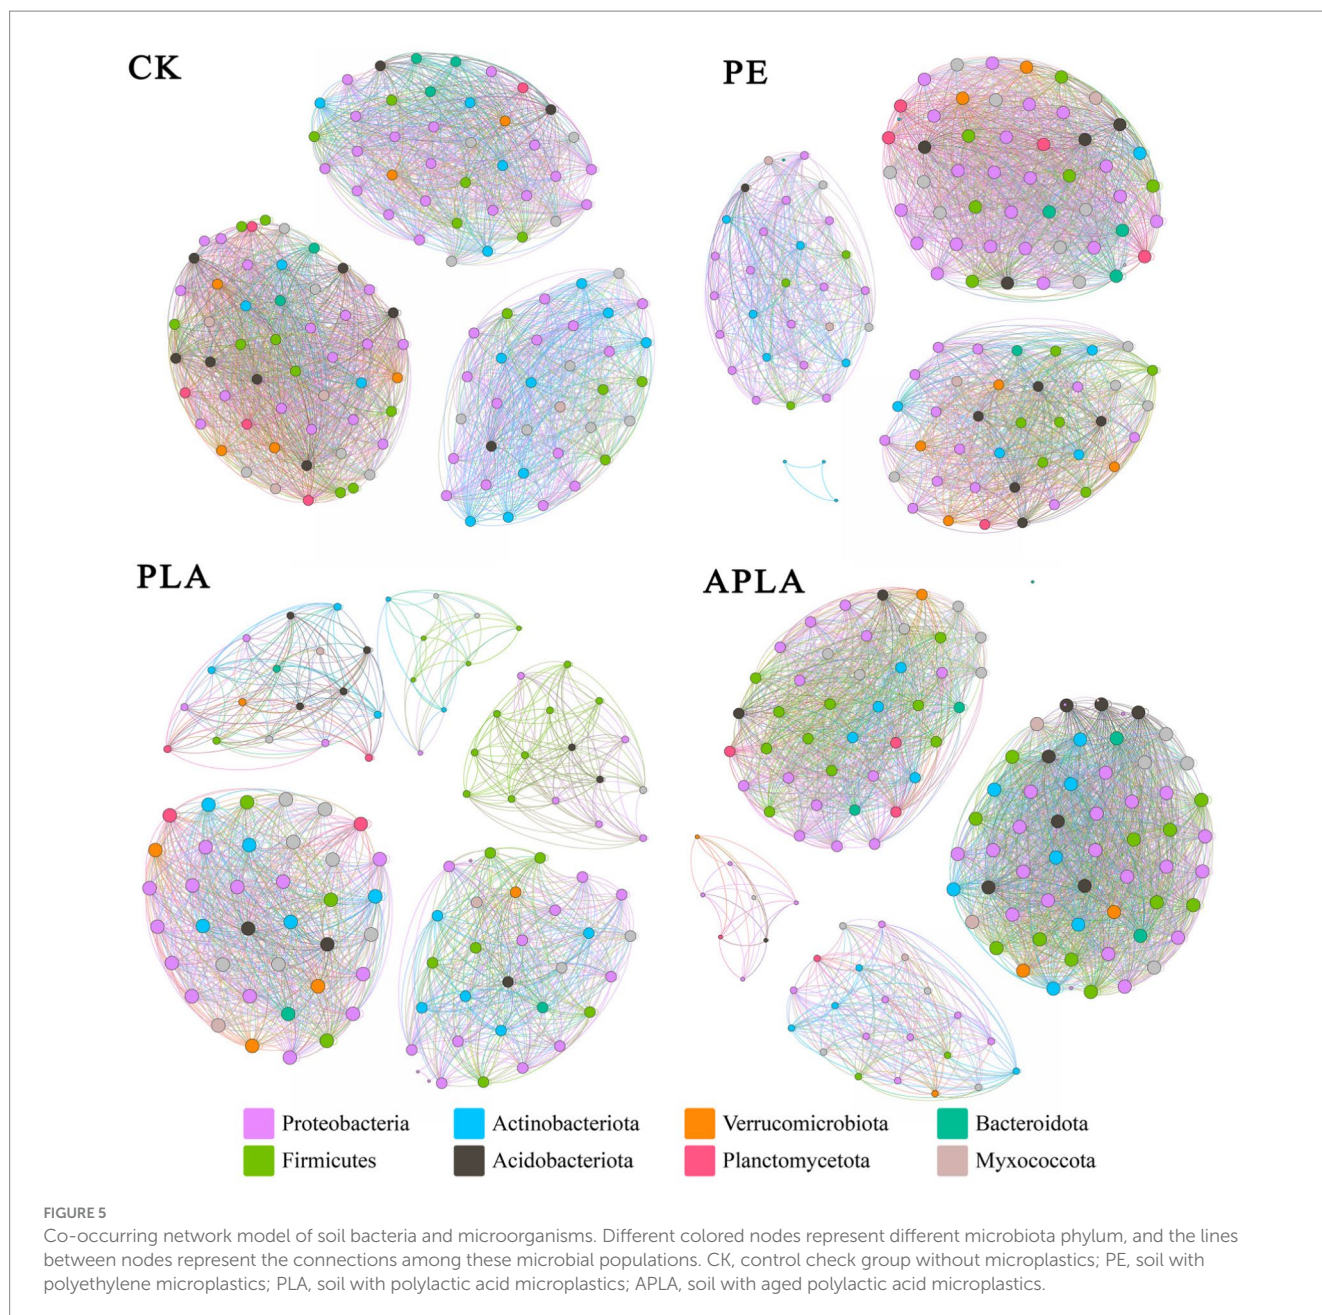 CK
PE
PLA
APLA
Proteobacteria
Actinobacteriota
Verrucomicrobiota
Bacteroidota
Firmicutes
Acidobacteriota
Planctomycetota
Myxococcota
FIGURE 5
Co-occurring network model of soil bacteria and microorganisms. Different colored nodes represent different microbiota phylum, and the lines
between nodes represent the connections among these microbial populations. CK, control check group without microplastics; PE, soil with
polyethylene microplastics; PLA, soil with polylactic acid microplastics; APLA, soil with aged polylactic acid microplastics.